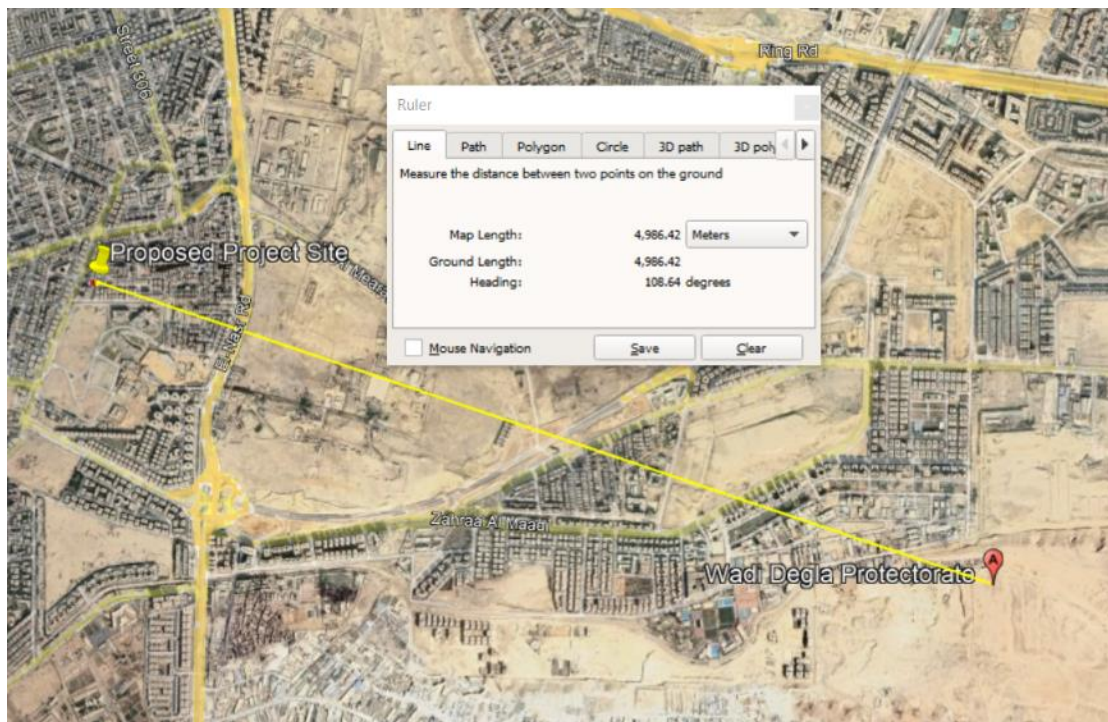 Street 306
Ring Rd
Ruler
Line
Path
Polygon
Circle
3D path
3D poly
Measure the distance between two points on the ground
Map Length:
4,986.42
Meters
Ground Length:
4,986.42
Heading:
108.64 degrees
Mouse Navigation
Save
Clear
Proposed Project Site
El-Nasr Rd
Zahraa Al Maadi
Wadi Degla Protectorate
A